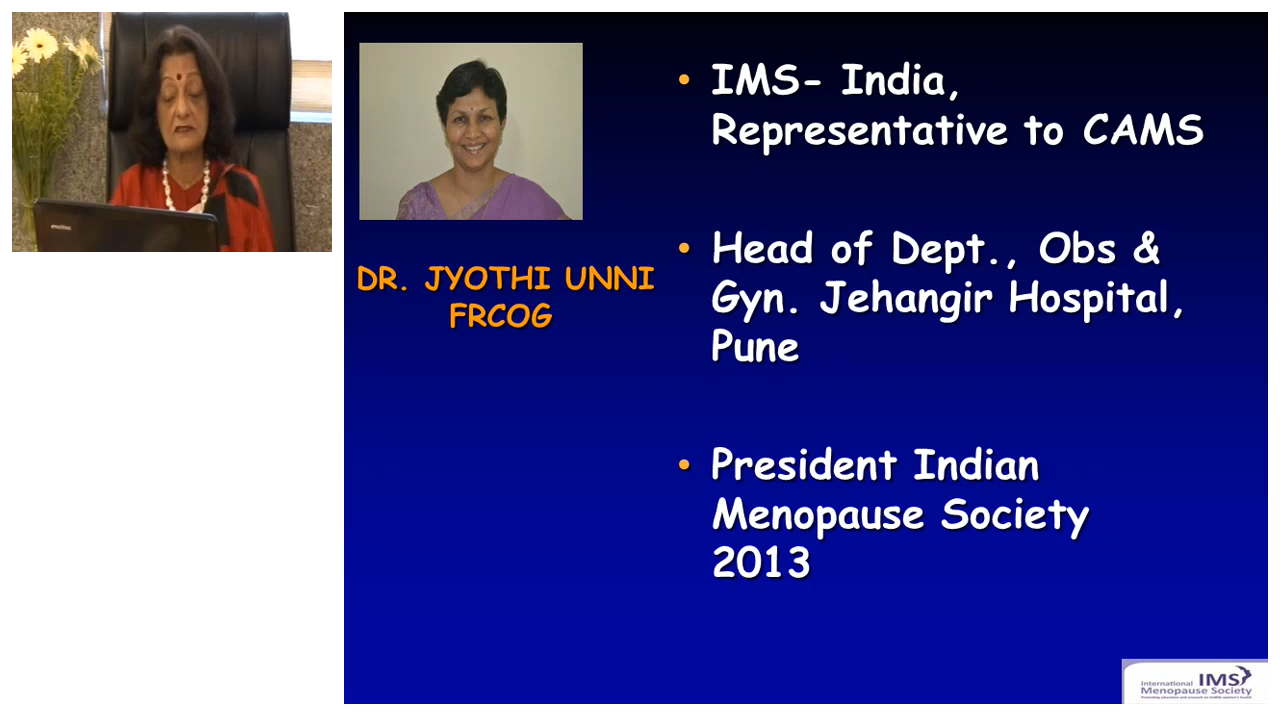 IMS- India,
Representative to CAMS
Head of Dept., Obs &
Gyn. Jehangir Hospital,
Pune
President Indian
Menopause Society
2013
DR. JYOTHI UNNI
FRCOG
International
Menopause Society
IMS